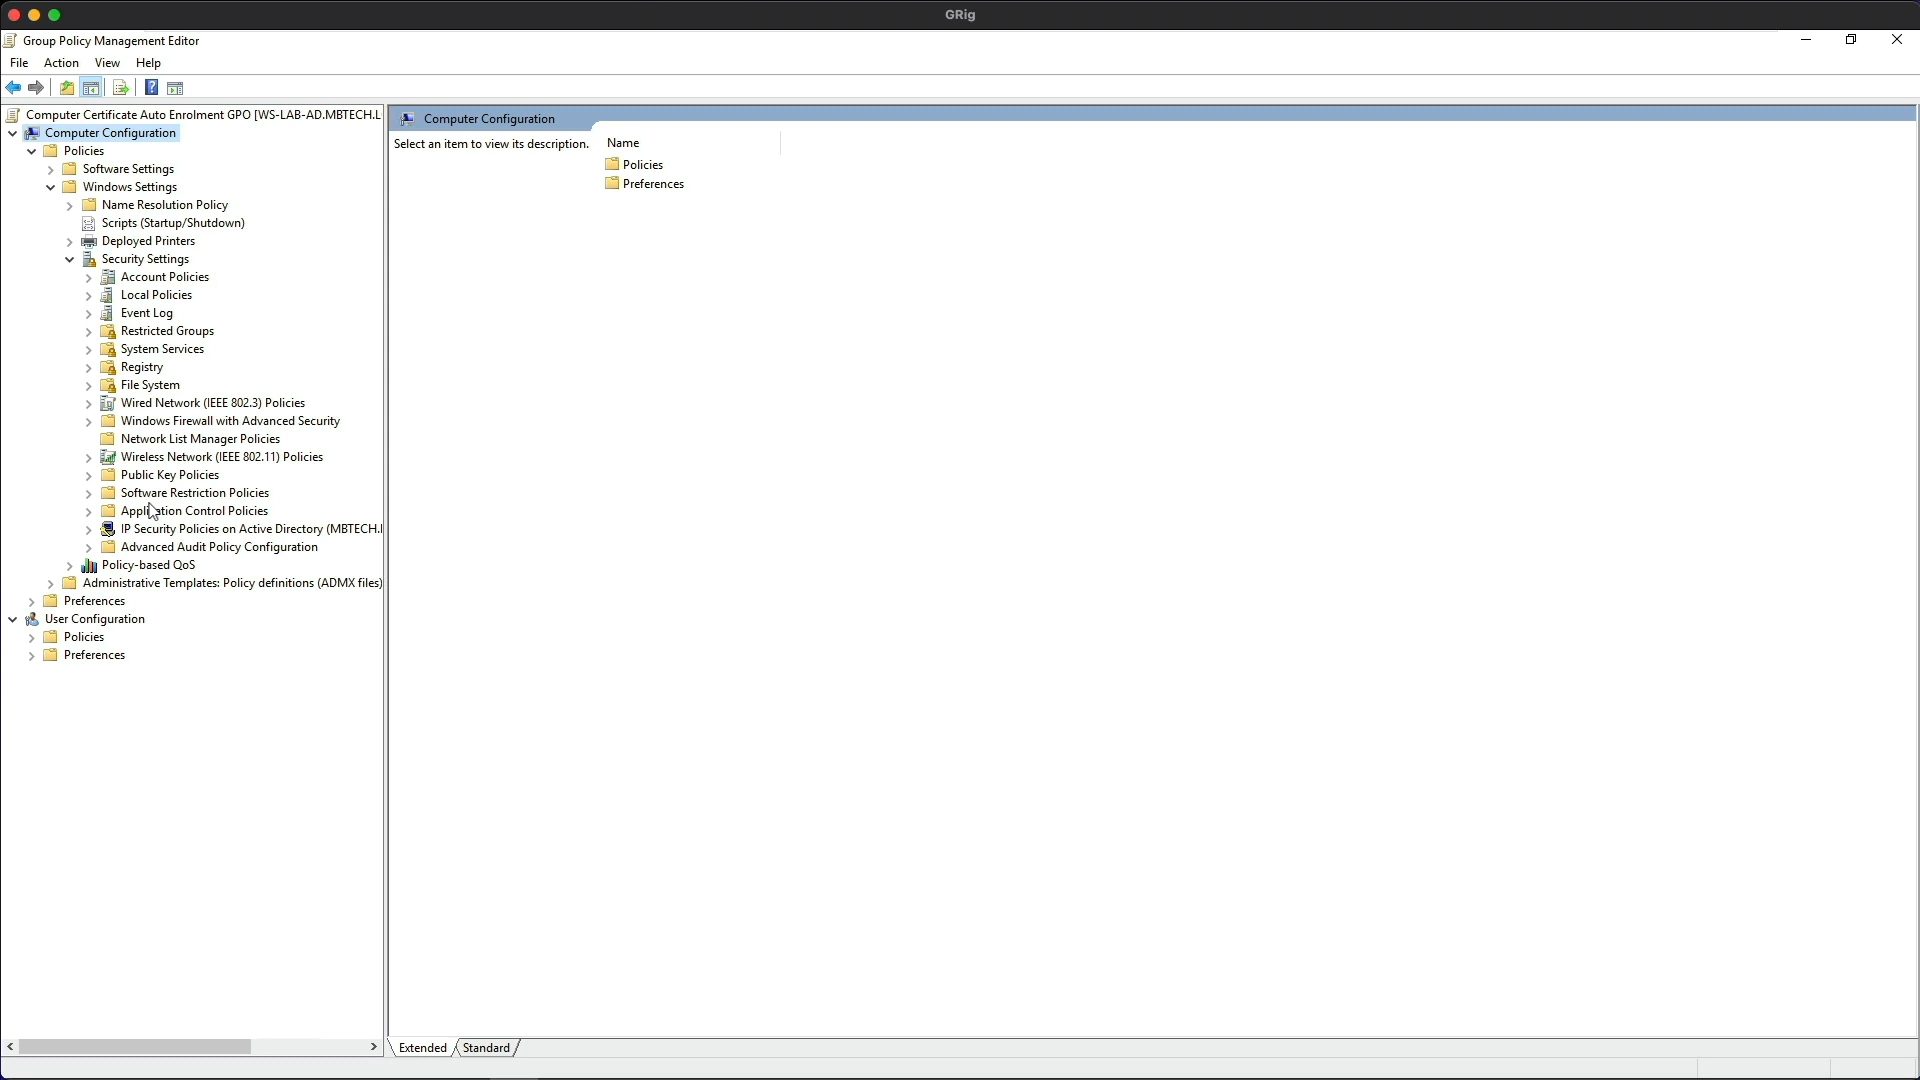 GRig
Group Policy Management Editor
File Action View Help
Computer Certificate Auto Enrolment GPO [WS-LAB-AD.MBTECH.L
Computer Configuration
Policies
Software Settings
Windows Settings
Name Resolution Policy
Scripts (Startup/Shutdown)
Deployed Printers
Security Settings
Account Policies
Local Policies
Event Log
Restricted Groups
System Services
Registry
File System
Wired Network (IEEE 802.3) Policies
Windows Firewall with Advanced Security
Network List Manager Policies
Wireless Network (IEEE 802.11) Policies
Public Key Policies
Software Restriction Policies
Application Control Policies
IP Security Policies on Active Directory (MBTECH.
Advanced Audit Policy Configuration
Policy-based QoS
Administrative Templates: Policy definitions (ADMX files)
Preferences
User Configuration
Policies
Preferences
Computer Configuration
Select an item to view its description.
Name
Policies
Preferences
Extended Standard